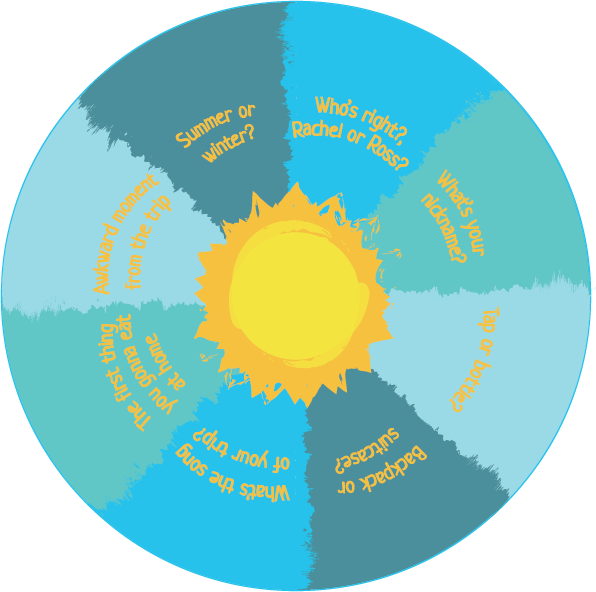 Who's right?,
Rachel or Ross?
What's your
nickname?
Tap or bottle?
Backpack or
suitcase?
What's the song
of your trip?
The first thing
you gonna eat
at home
Awkward moment
from the trip
Summer or
winter?